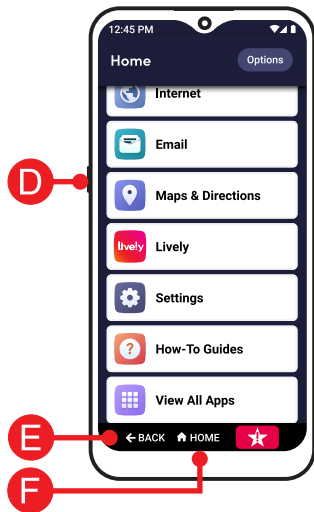 12:45 PM
Home
Options
Internet
Email
Maps & Directions
lively
Lively
Settings
?
How-To Guides
View All Apps
BACK
HOME
D
E
F